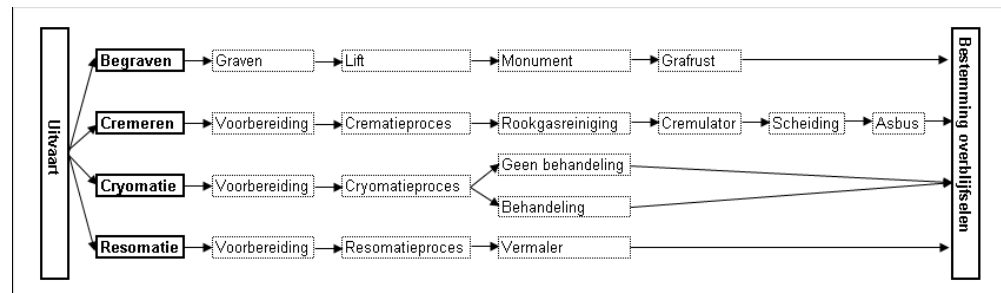 Uitvaart
Begraven
Graven
Lift
Monument
Grafrust
Cremeren
Voorbereiding
Crematieproces
Rookgasreiniging
Cremulator
Scheiding
Asbus
Cryomatie
Voorbereiding
Cryomatieproces
Geen behandeling
Behandeling
Resomatie
Voorbereiding
Resomatieproces
Vermaler
Bestemming overblijfselen